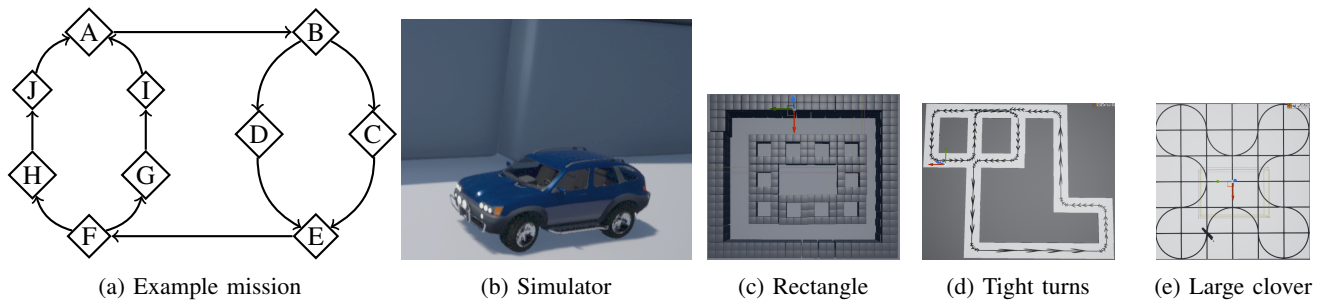 A
B
J
I
D
C
H
G
F
E
(a) Example mission
(b) Simulator
(c) Rectangle
(d) Tight turns
(e) Large clover